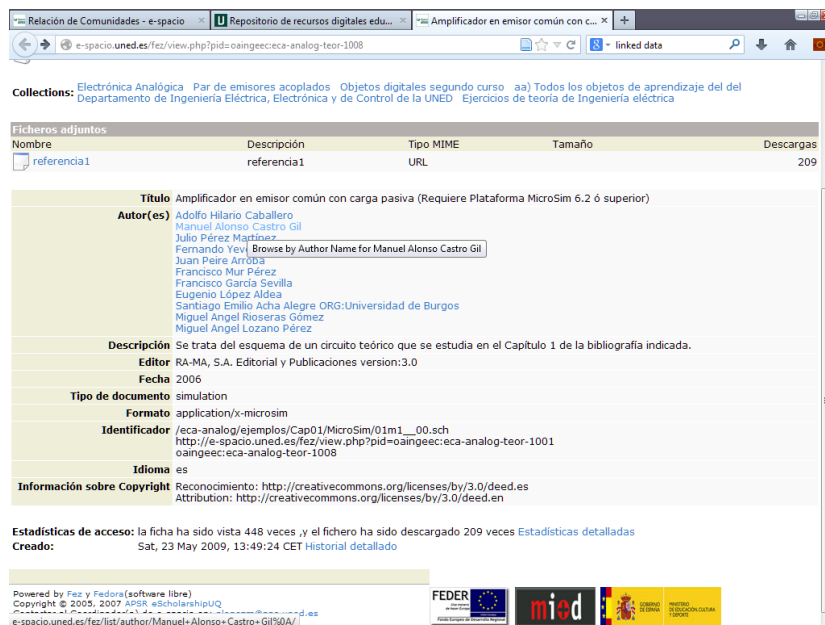 Relación de Comunidades - e-spacio ×
Repositorio de recursos digitales edu... ×
Amplificador en emisor común con c... ×
e-spacio.uned.es/fez/view.php?pid=oaingeec:eca-analog-teor-1008
linked data
Collections: Electrónica Analógica Par de emisores acoplados Objetos digitales segundo curso aa) Todos los objetos de aprendizaje del del
Departamento de Ingeniería Eléctrica, Electrónica y de Control de la UNED Ejercicios de teoría de Ingeniería eléctrica
Ficheros adjuntos
Nombre Descripción Tipo MIME Tamaño Descargas
referencia1 referencia1 URL 209
Título Amplificador en emisor común con carga pasiva (Requiere Plataforma MicroSim 6.2 ó superior)
Autor(es) Adolfo Hilario Caballero
Manuel Alonso Castro Gil
Julio Pérez Martínez
Fernando
Browse by Author Name for Manuel Alonso Castro Gil
Juan Peire Arroba
Francisco Mur Pérez
Francisco García Sevilla
Eugenio López Aldea
Santiago Emilio Acha Alegre ORG:Universidad de Burgos
Miguel Angel Rioseras Gómez
Miguel Angel Lozano Pérez
Descripción Se trata del esquema de un circuito teórico que se estudia en el Capítulo 1 de la bibliografía indicada.
Editor RA-MA, S.A. Editorial y Publicaciones version:3.0
Fecha 2006
Tipo de documento simulation
Formato application/x-microsim
Identificador /eca-analog/ejemplos/Cap01/MicroSim/01m1__00.sch
http://e-spacio.uned.es/fez/view.php?pid=oaingeec:eca-analog-teor-1001
oaingeec:eca-analog-teor-1008
Idioma es
Información sobre Copyright Reconocimiento: http://creativecommons.org/licenses/by/3.0/deed.es
Attribution: http://creativecommons.org/licenses/by/3.0/deed.en
Estadísticas de acceso: la ficha ha sido vista 448 veces ,y el fichero ha sido descargado 209 veces Estadísticas detalladas
Creado: Sat, 23 May 2009, 13:49:24 CET Historial detallado
Powered by Fez y Fedora(software libre)
Copyright © 2005, 2007 APSR eScholarshipUQ
e-spacio.uned.es/fez/list/author/Manuel+Alonso+Castro+Gil%0A/
FEDER
Fondo Europeo de Desarrollo Regional
miod
GOBIERNO DE ESPAÑA
MINISTERIO DE EDUCACIÓN, CULTURA Y DEPORTE